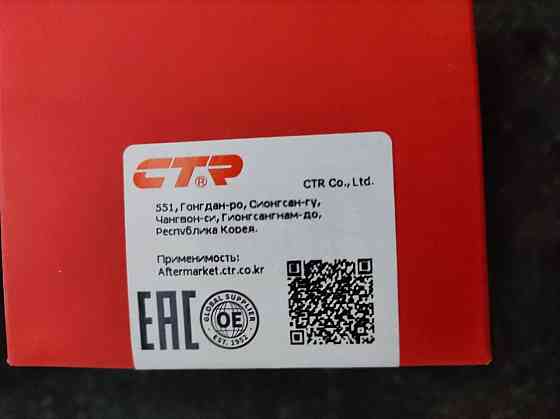 CTR®
CTR Co., Ltd.
551, Гонгдан-ро, Сионгсан-гу,
Чангвон-си, Гионгсангнам-до,
Республика Корея.
Применимость:
Aftermarket.ctr.co.kr
EAC
GLOBAL SUPPLIER
OE
EST. 1952